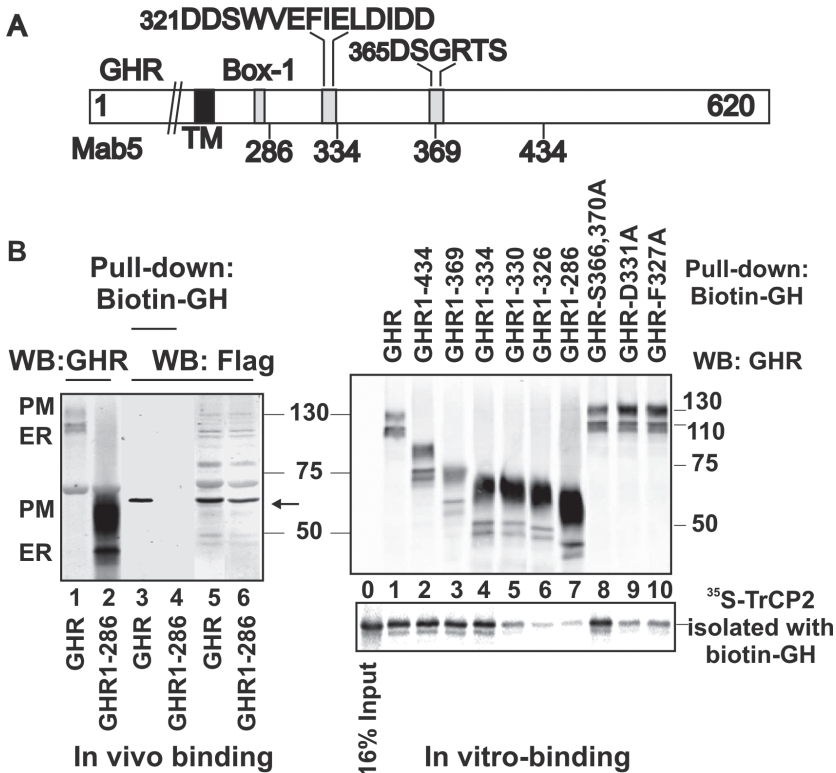 A
321DDSWVEFIELDIDD
365DSGRTS
GHR
Box-1
1
620
Mab5
TM
286
334
369
434
B
Pull-down:
Biotin-GH
WB:GHR
WB: Flag
PM
ER
PM
ER
130
75
50
1
2
3
4
5
6
GHR
GHR1-286
GHR
GHR1-286
GHR
GHR1-286
In vivo binding
GHR
GHR1-434
GHR1-369
GHR1-334
GHR1-330
GHR1-326
GHR1-286
GHR-S366,370A
GHR-D331A
GHR-F327A
Pull-down:
Biotin-GH
WB: GHR
130
110
75
50
0
1
2
3
4
5
6
7
8
9
10
35S-TrCP2
isolated with
biotin-GH
16% Input
In vitro-binding